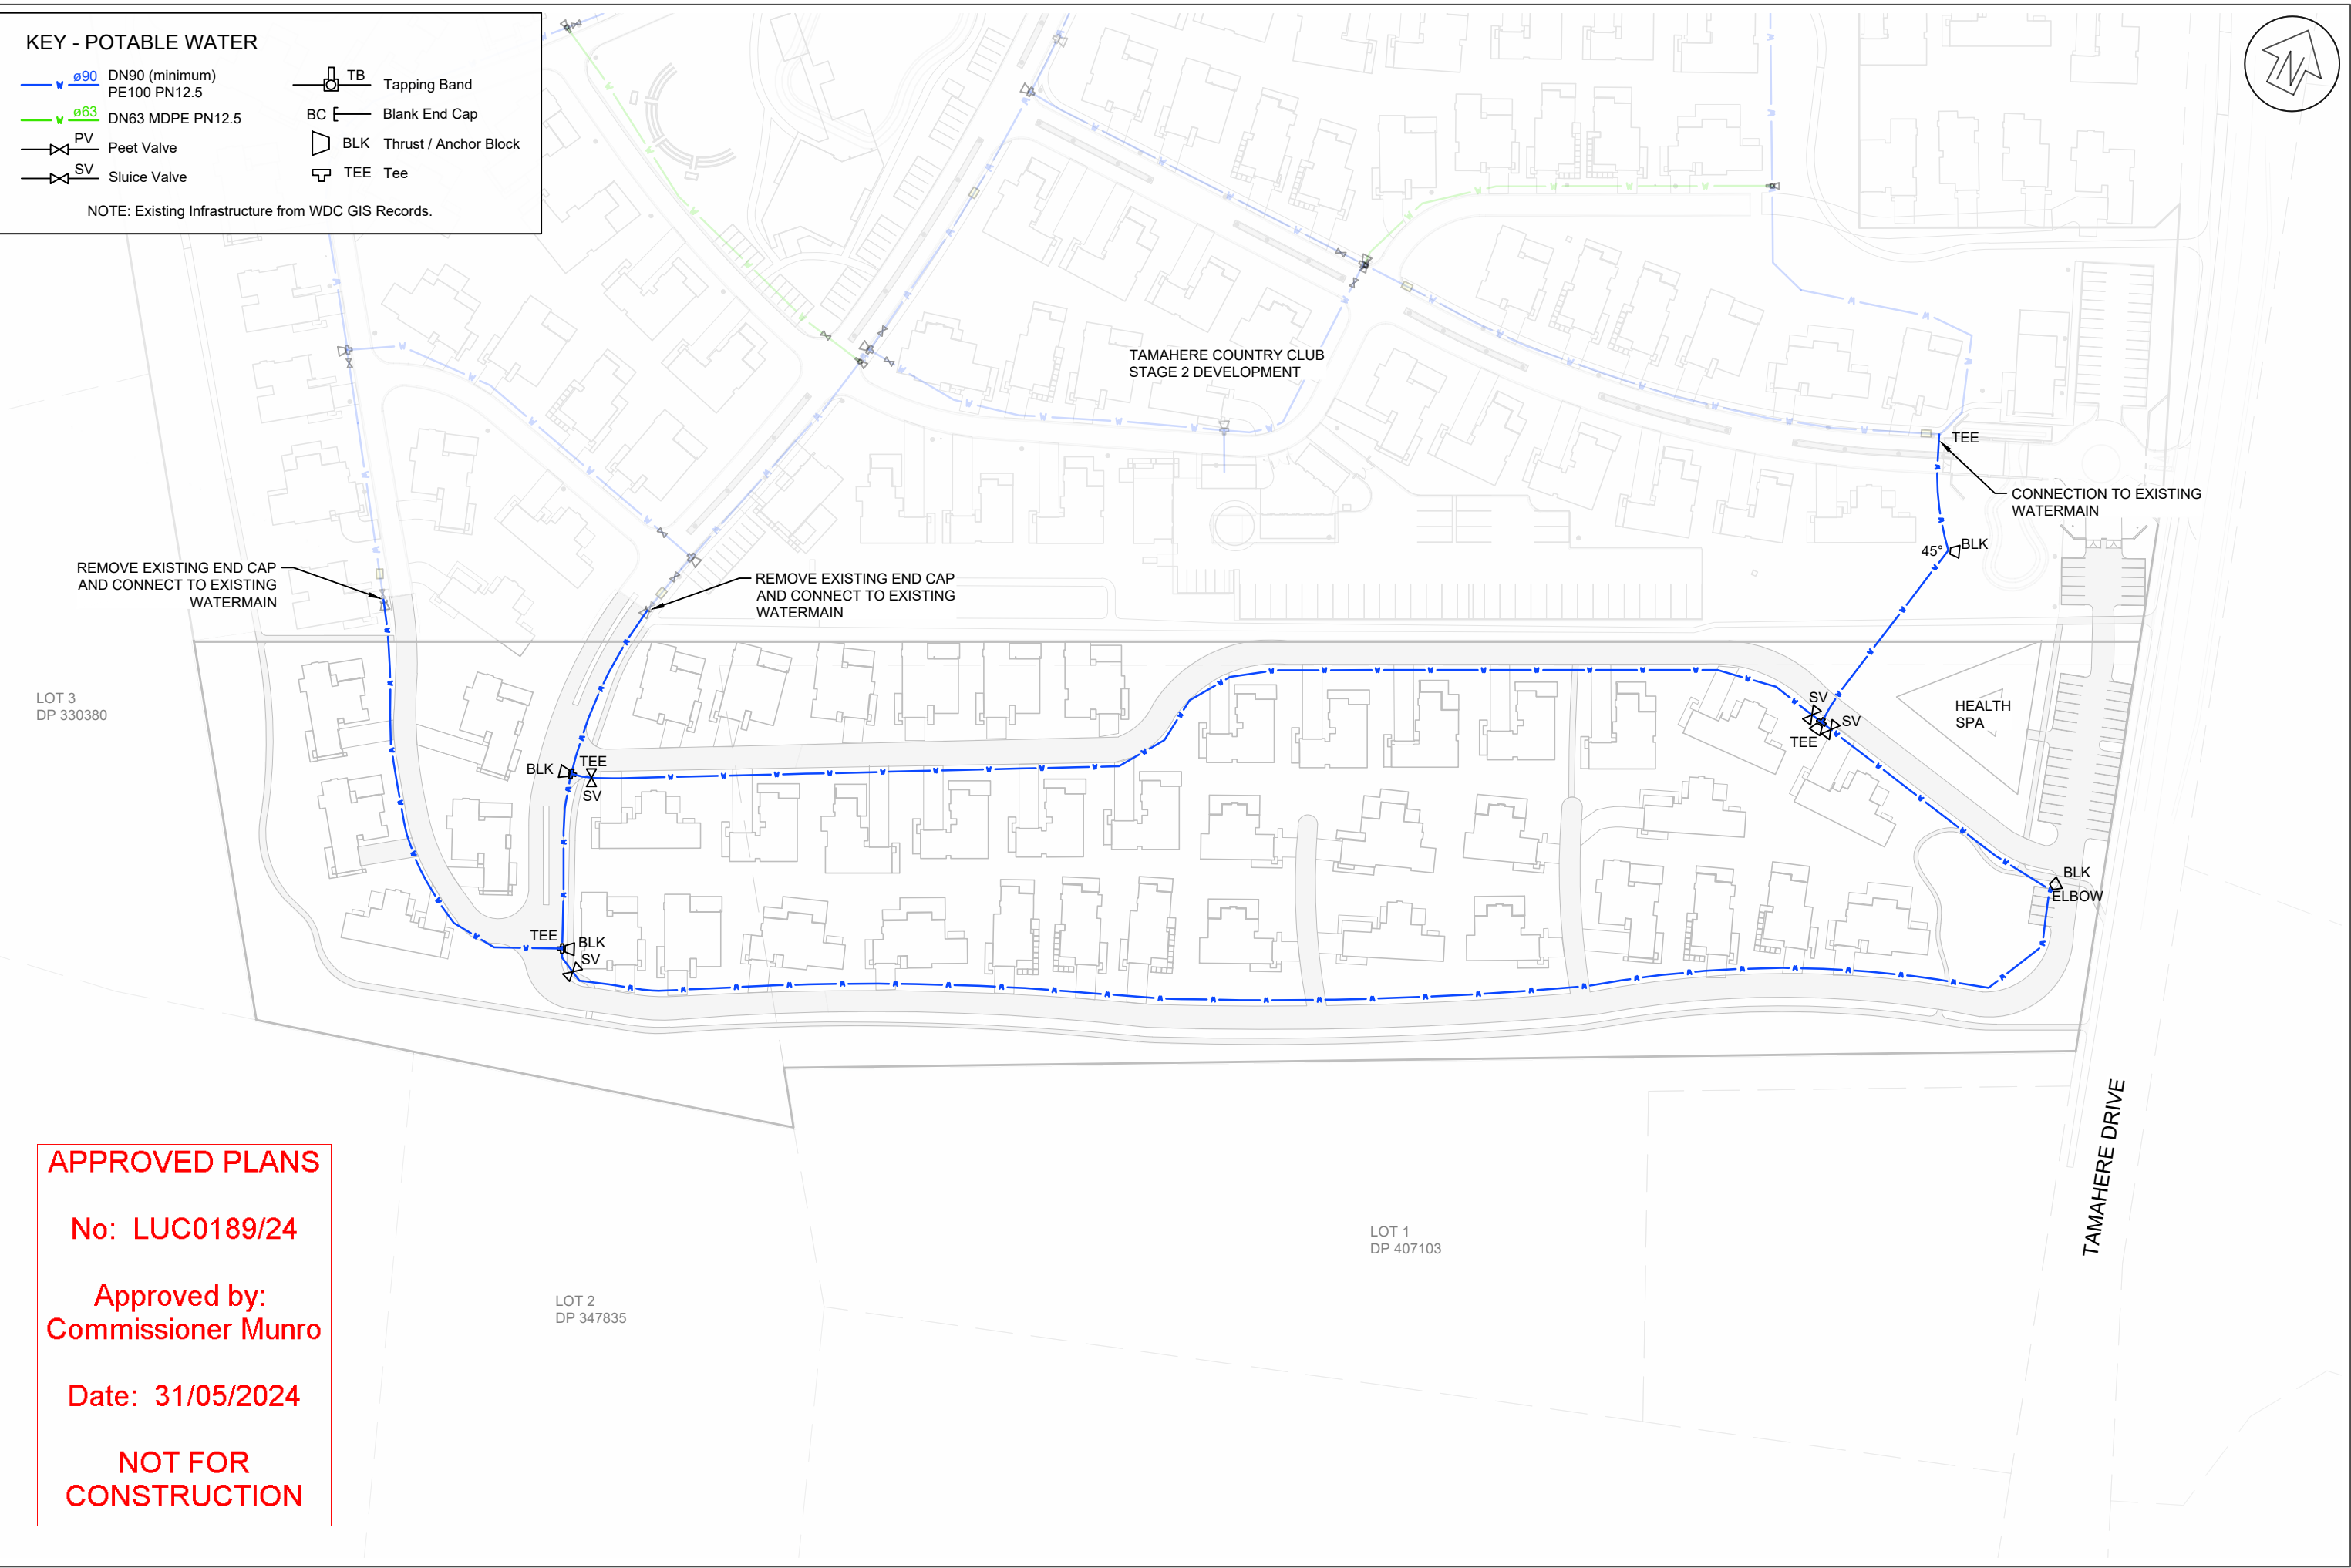 KEY - POTABLE WATER
ø90
DN90 (minimum)
PE100 PN12.5
ø63
DN63 MDPE PN12.5
PV
Peet Valve
SV
Sluice Valve
TB
Tapping Band
BC
Blank End Cap
BLK
Thrust / Anchor Block
TEE
Tee
NOTE: Existing Infrastructure from WDC GIS Records.
N
TAMAHERE COUNTRY CLUB
STAGE 2 DEVELOPMENT
TEE
CONNECTION TO EXISTING
WATERMAIN
45°
BLK
REMOVE EXISTING END CAP
AND CONNECT TO EXISTING
WATERMAIN
REMOVE EXISTING END CAP
AND CONNECT TO EXISTING
WATERMAIN
LOT 3
DP 330380
SV
SV
TEE
HEALTH
SPA
BLK
TEE
SV
BLK
ELBOW
TEE
BLK
SV
TAMAHERE DRIVE
APPROVED PLANS
No: LUC0189/24
Approved by:
Commissioner Munro
Date: 31/05/2024
NOT FOR
CONSTRUCTION
LOT 1
DP 407103
LOT 2
DP 347835